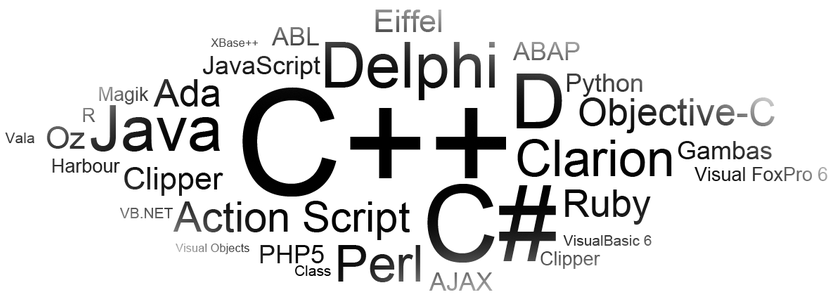 Eiffel
XBase++
ABL
ABAP
JavaScript
Delphi
Python
Magik
Ada
D
Objective-C
R
Java
C++
Vala
Oz
Clarion
Gambas
Harbour
Clipper
Visual FoxPro 6
VB.NET
Action Script
C#
Ruby
Visual Objects
PHP5
VisualBasic 6
Class
Perl
Clipper
AJAX